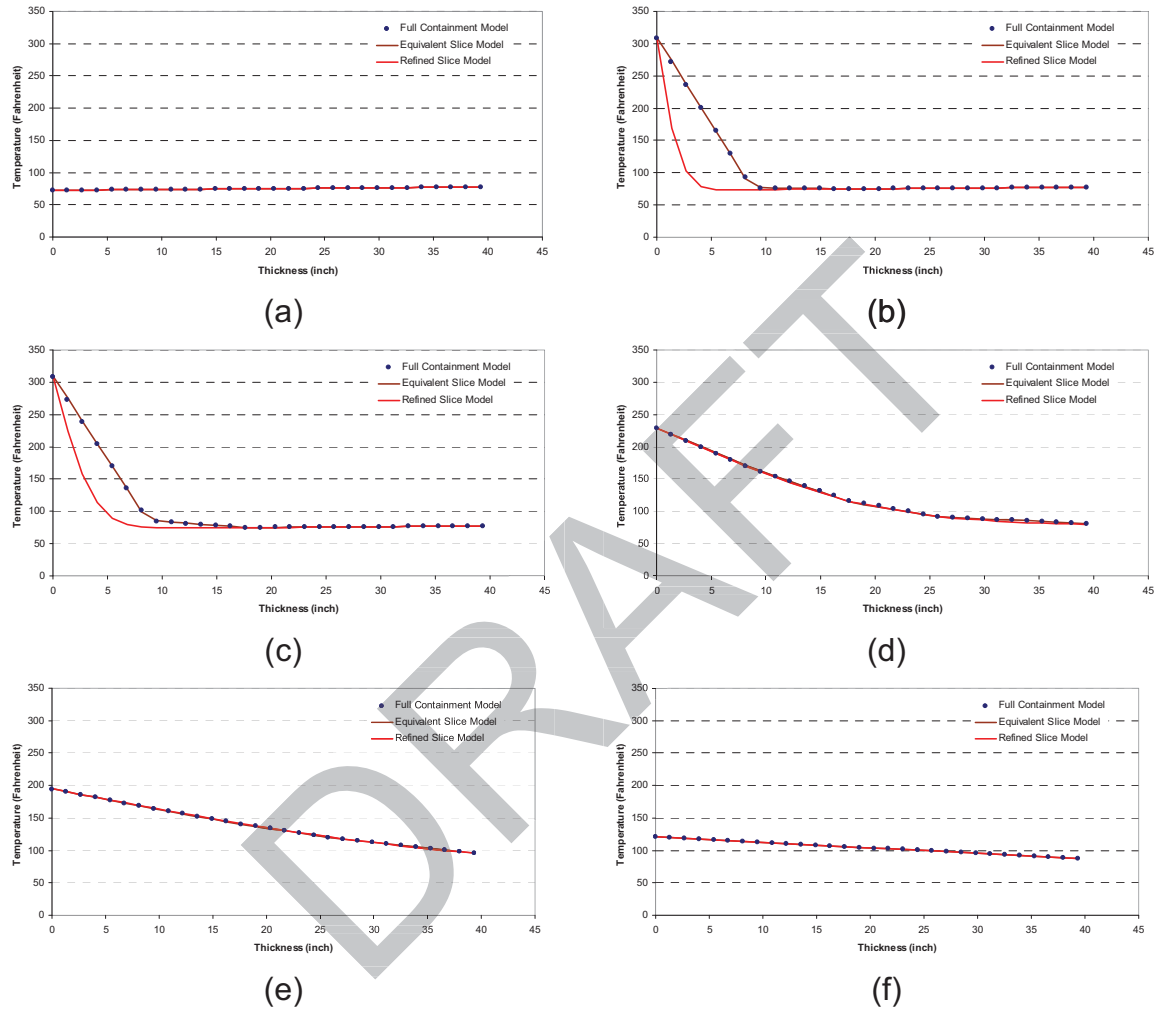 350
300
250
200
150
100
50
0
Temperature (Fahrenheit)
Full Containment Model
Equivalent Slice Model
Refined Slice Model
0 5 10 15 20 25 30 35 40 45
Thickness (inch)
(a)
350
300
250
200
150
100
50
0
Temperature (Fahrenheit)
Full Containment Model
Equivalent Slice Model
Refined Slice Model
0 5 10 15 20 25 30 35 40 45
Thickness (inch)
(b)
350
300
250
200
150
100
50
0
Temperature (Fahrenheit)
Full Containment Model
Equivalent Slice Model
Refined Slice Model
0 5 10 15 20 25 30 35 40 45
Thickness (inch)
(c)
350
300
250
200
150
100
50
0
Temperature (Fahrenheit)
Full Containment Model
Equivalent Slice Model
Refined Slice Model
0 5 10 15 20 25 30 35 40 45
Thickness (inch)
(d)
350
300
250
200
150
100
50
0
Temperature (Fahrenheit)
Full Containment Model
Equivalent Slice Model
Refined Slice Model
0 5 10 15 20 25 30 35 40 45
Thickness (inch)
(e)
350
300
250
200
150
100
50
0
Temperature (Fahrenheit)
Full Containment Model
Equivalent Slice Model
Refined Slice Model
0 5 10 15 20 25 30 35 40 45
Thickness (inch)
(f)
DRAFT